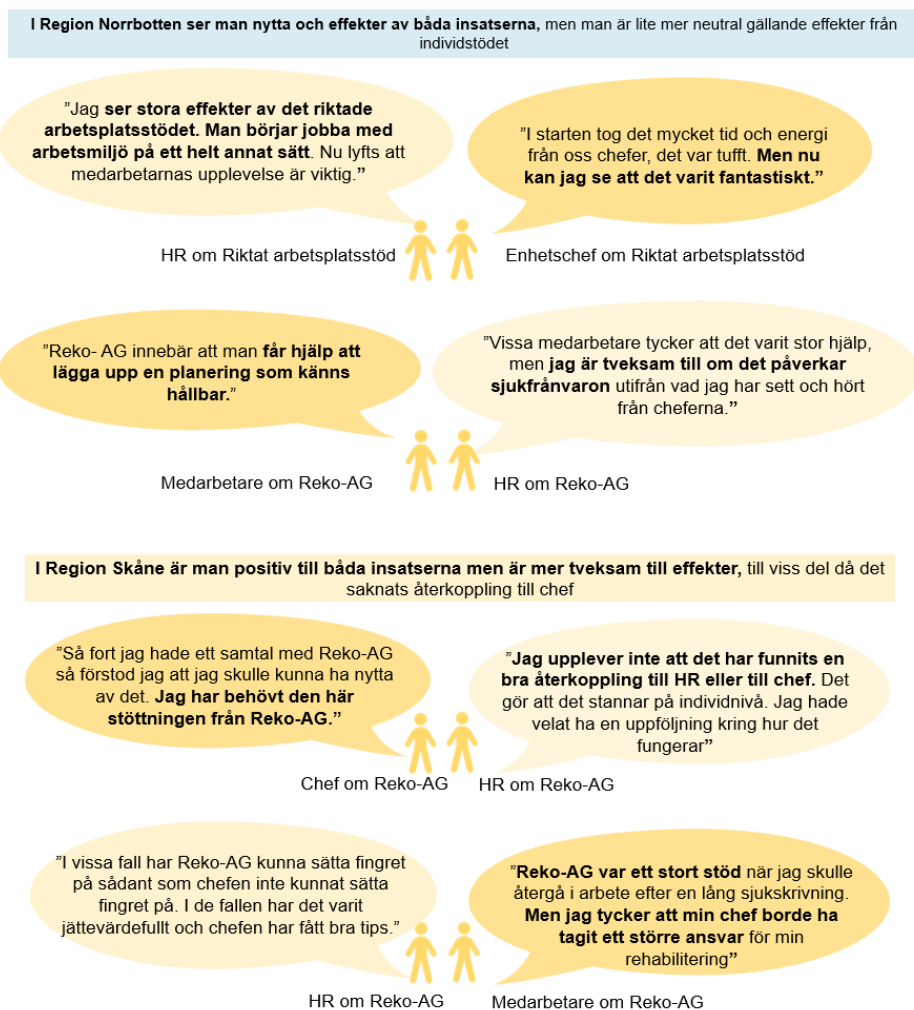 I Region Norrbotten ser man nytta och effekter av båda insatserna, men man är lite mer neutral gällande effekter från
individstödet
”Jag ser stora effekter av det riktade
arbetsplatsstödet. Man börjar jobba med
arbetsmiljö på ett helt annat sätt. Nu lyfts att
medarbetarnas upplevelse är viktig.”
HR om Riktat arbetsplatsstöd
”I starten tog det mycket tid och energi
från oss chefer, det var tufft. Men nu
kan jag se att det varit fantastiskt.”
Enhetschef om Riktat arbetsplatsstöd
”Reko- AG innebär att man får hjälp att
lägga upp en planering som känns
hållbar.”
Medarbetare om Reko-AG
”Vissa medarbetare tycker att det varit stor hjälp,
men jag är tveksam till om det påverkar
sjukfrånvaron utifrån vad jag har sett och hört
från cheferna.”
HR om Reko-AG
I Region Skåne är man positiv till båda insatserna men är mer tveksam till effekter, till viss del då det
saknats återkoppling till chef
”Så fort jag hade ett samtal med Reko-AG
så förstod jag att jag skulle kunna ha nytta
av det. Jag har behövt den här
stöttningen från Reko-AG.”
Chef om Reko-AG
”Jag upplever inte att det har funnits en
bra återkoppling till HR eller till chef. Det
gör att det stannar på individnivå. Jag hade
velat ha en uppföljning kring hur det
fungerar”
HR om Reko-AG
”I vissa fall har Reko-AG kunna sätta fingret
på sådant som chefen inte kunnat sätta
fingret på. I de fallen har det varit
jättevärdefullt och chefen har fått bra tips.”
HR om Reko-AG
”Reko-AG var ett stort stöd när jag skulle
återgå i arbete efter en lång sjukskrivning.
Men jag tycker att min chef borde ha
tagit ett större ansvar för min
rehabilitering”
Medarbetare om Reko-AG